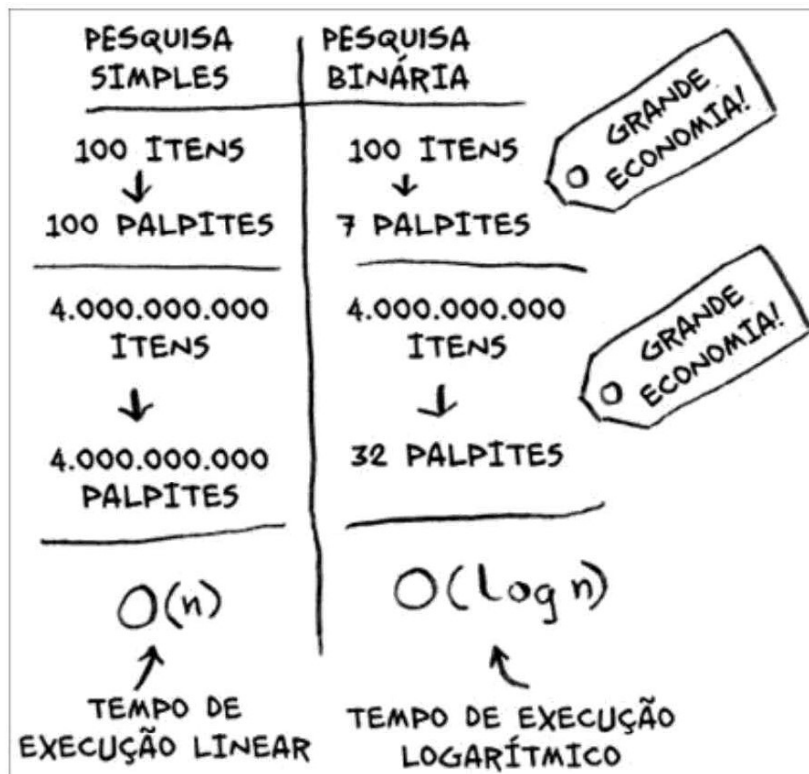 PESQUISA
SIMPLES
100 ITENS
100 PALPITES
4.000.000.000
ITENS
4.000.000.000
PALPITES
O(n)
TEMPO DE
EXECUÇÃO LINEAR
PESQUISA
BINÁRIA
100 ITENS
7 PALPITES
4.000.000.000
ITENS
32 PALPITES
O(log n)
TEMPO DE EXECUÇÃO
LOGARÍTMICO
GRANDE
ECONOMIA!
GRANDE
ECONOMIA!